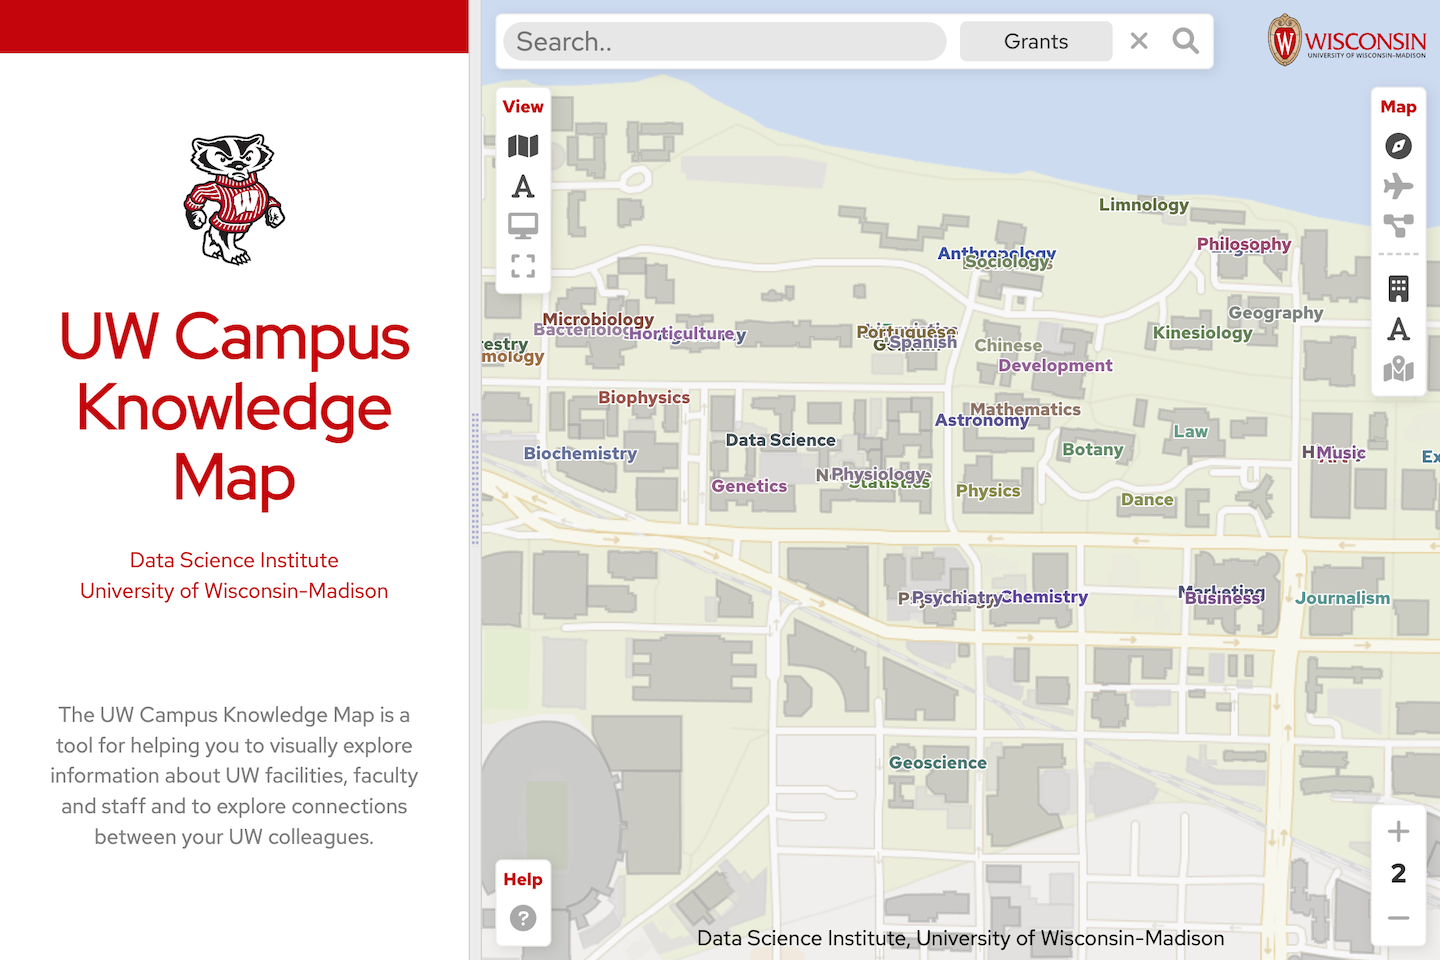 UW Campus
Knowledge
Map
Data Science Institute
University of Wisconsin-Madison
The UW Campus Knowledge Map is a
tool for helping you to visually explore
information about UW facilities, faculty
and staff and to explore connections
between your UW colleagues.
Search..
Grants
W WISCONSIN
UNIVERSITY OF WISCONSIN-MADISON
View
Map
Limnology
Anthropology
Sociology
Philosophy
Geography
Microbiology
Horticulture
Portuguese
Spanish
Kinesiology
Chinese
Development
Biophysics
Mathematics
Astronomy
Data Science
Law
Biochemistry
Botany
Music
Physiology
Statistics
Genetics
Physics
Dance
Psychiatry
Chemistry
Marketing
Business
Journalism
Geoscience
2
Help
Data Science Institute, University of Wisconsin-Madison